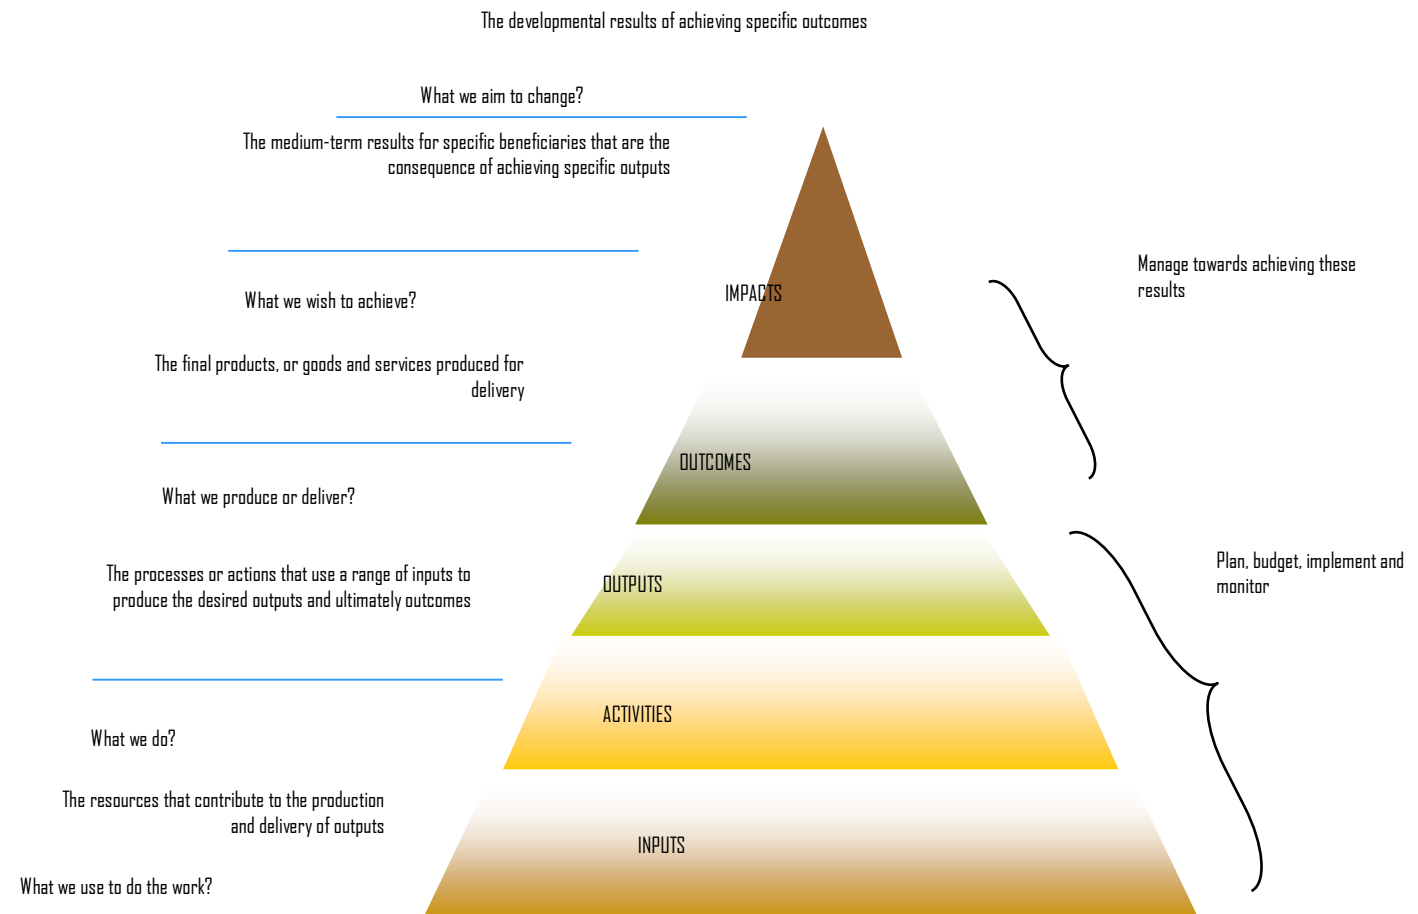 The developmental results of achieving specific outcomes
What we aim to change?
The medium-term results for specific beneficiaries that are the
consequence of achieving specific outputs
What we wish to achieve?
The final products, or goods and services produced for
delivery
What we produce or deliver?
The processes or actions that use a range of inputs to
produce the desired outputs and ultimately outcomes
What we do?
The resources that contribute to the production
and delivery of outputs
What we use to do the work?
IMPACTS
OUTCOMES
OUTPUTS
ACTIVITIES
INPUTS
Manage towards achieving these
results
Plan, budget, implement and
monitor